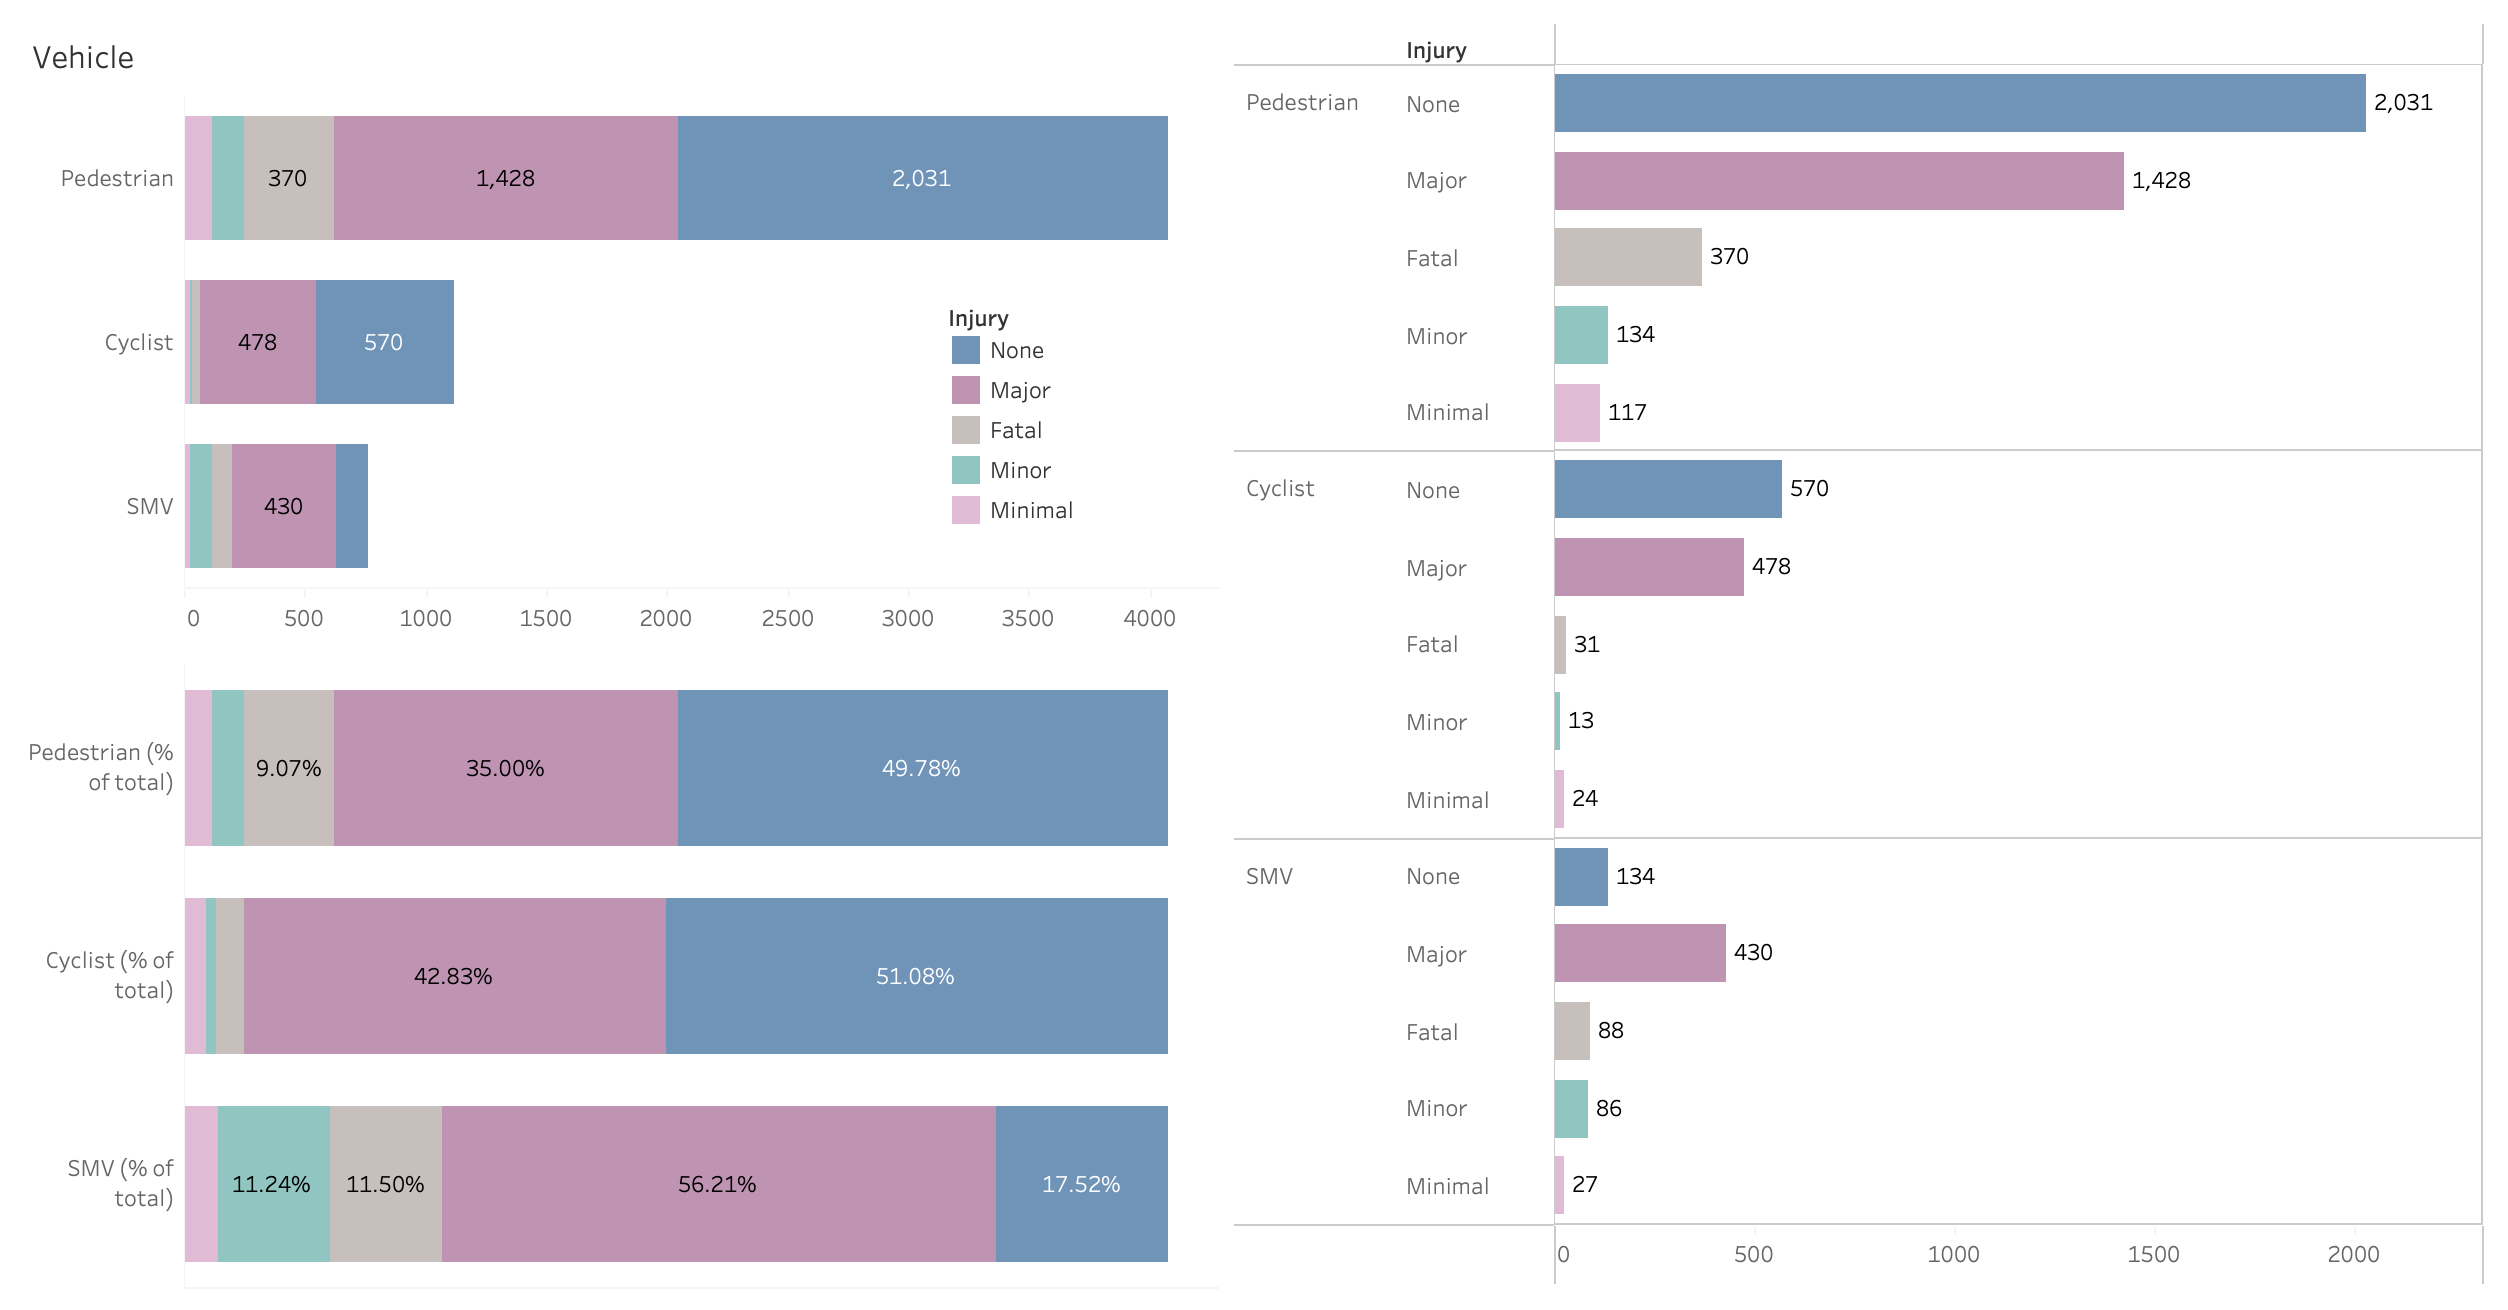 Vehicle
Pedestrian
370
1,428
2,031
Cyclist
478
570
SMV
430
Injury
None
Major
Fatal
Minor
Minimal
0
500
1000
1500
2000
2500
3000
3500
4000
Pedestrian (%
of total)
9.07%
35.00%
49.78%
Cyclist (% of
total)
42.83%
51.08%
SMV (% of
total)
11.24%
11.50%
56.21%
17.52%
Injury
Pedestrian
None
2,031
Major
1,428
Fatal
370
Minor
134
Minimal
117
Cyclist
None
570
Major
478
Fatal
31
Minor
13
Minimal
24
SMV
None
134
Major
430
Fatal
88
Minor
86
Minimal
27
0
500
1000
1500
2000